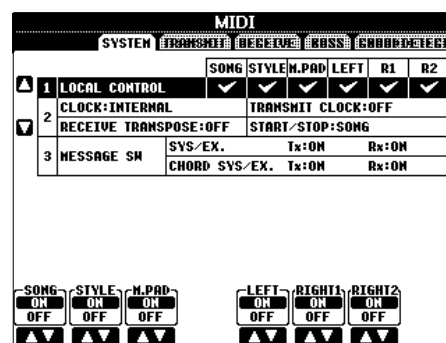 MIDI
SYSTEM TRANSMIT RECEIVE BASS CHORD DETECT
SONG STYLE M.PAD LEFT R1 R2
1 LOCAL CONTROL
2 CLOCK:INTERNAL TRANSMIT CLOCK:OFF
RECEIVE TRANSPOSE:OFF START/STOP:SONG
3 MESSAGE SW SYS/EX. Tx:ON Rx:ON
CHORD SYS/EX. Tx:ON Rx:ON
SONG STYLE M.PAD LEFT RIGHT1 RIGHT2
ON ON ON ON ON ON
OFF OFF OFF OFF OFF OFF